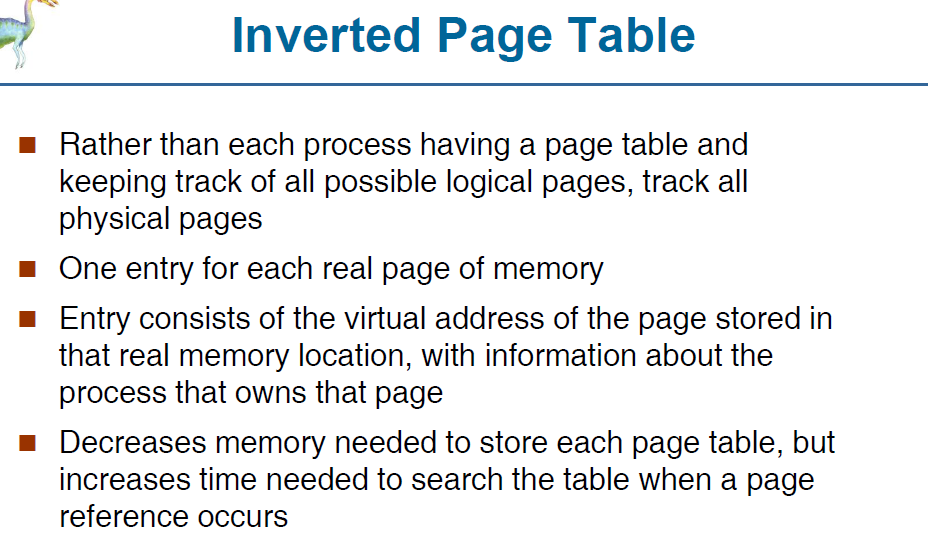 Inverted Page Table
Rather than each process having a page table and
keeping track of all possible logical pages, track all
physical pages
One entry for each real page of memory
Entry consists of the virtual address of the page stored in
that real memory location, with information about the
process that owns that page
Decreases memory needed to store each page table, but
increases time needed to search the table when a page
reference occurs